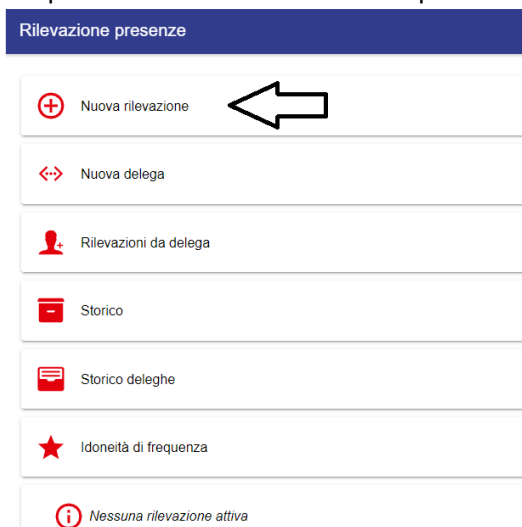 Rilevazione presenze
Nuova rilevazione
Nuova delega
Rilevazioni da delega
Storico
Storico deleghe
Idoneità di frequenza
Nessuna rilevazione attiva